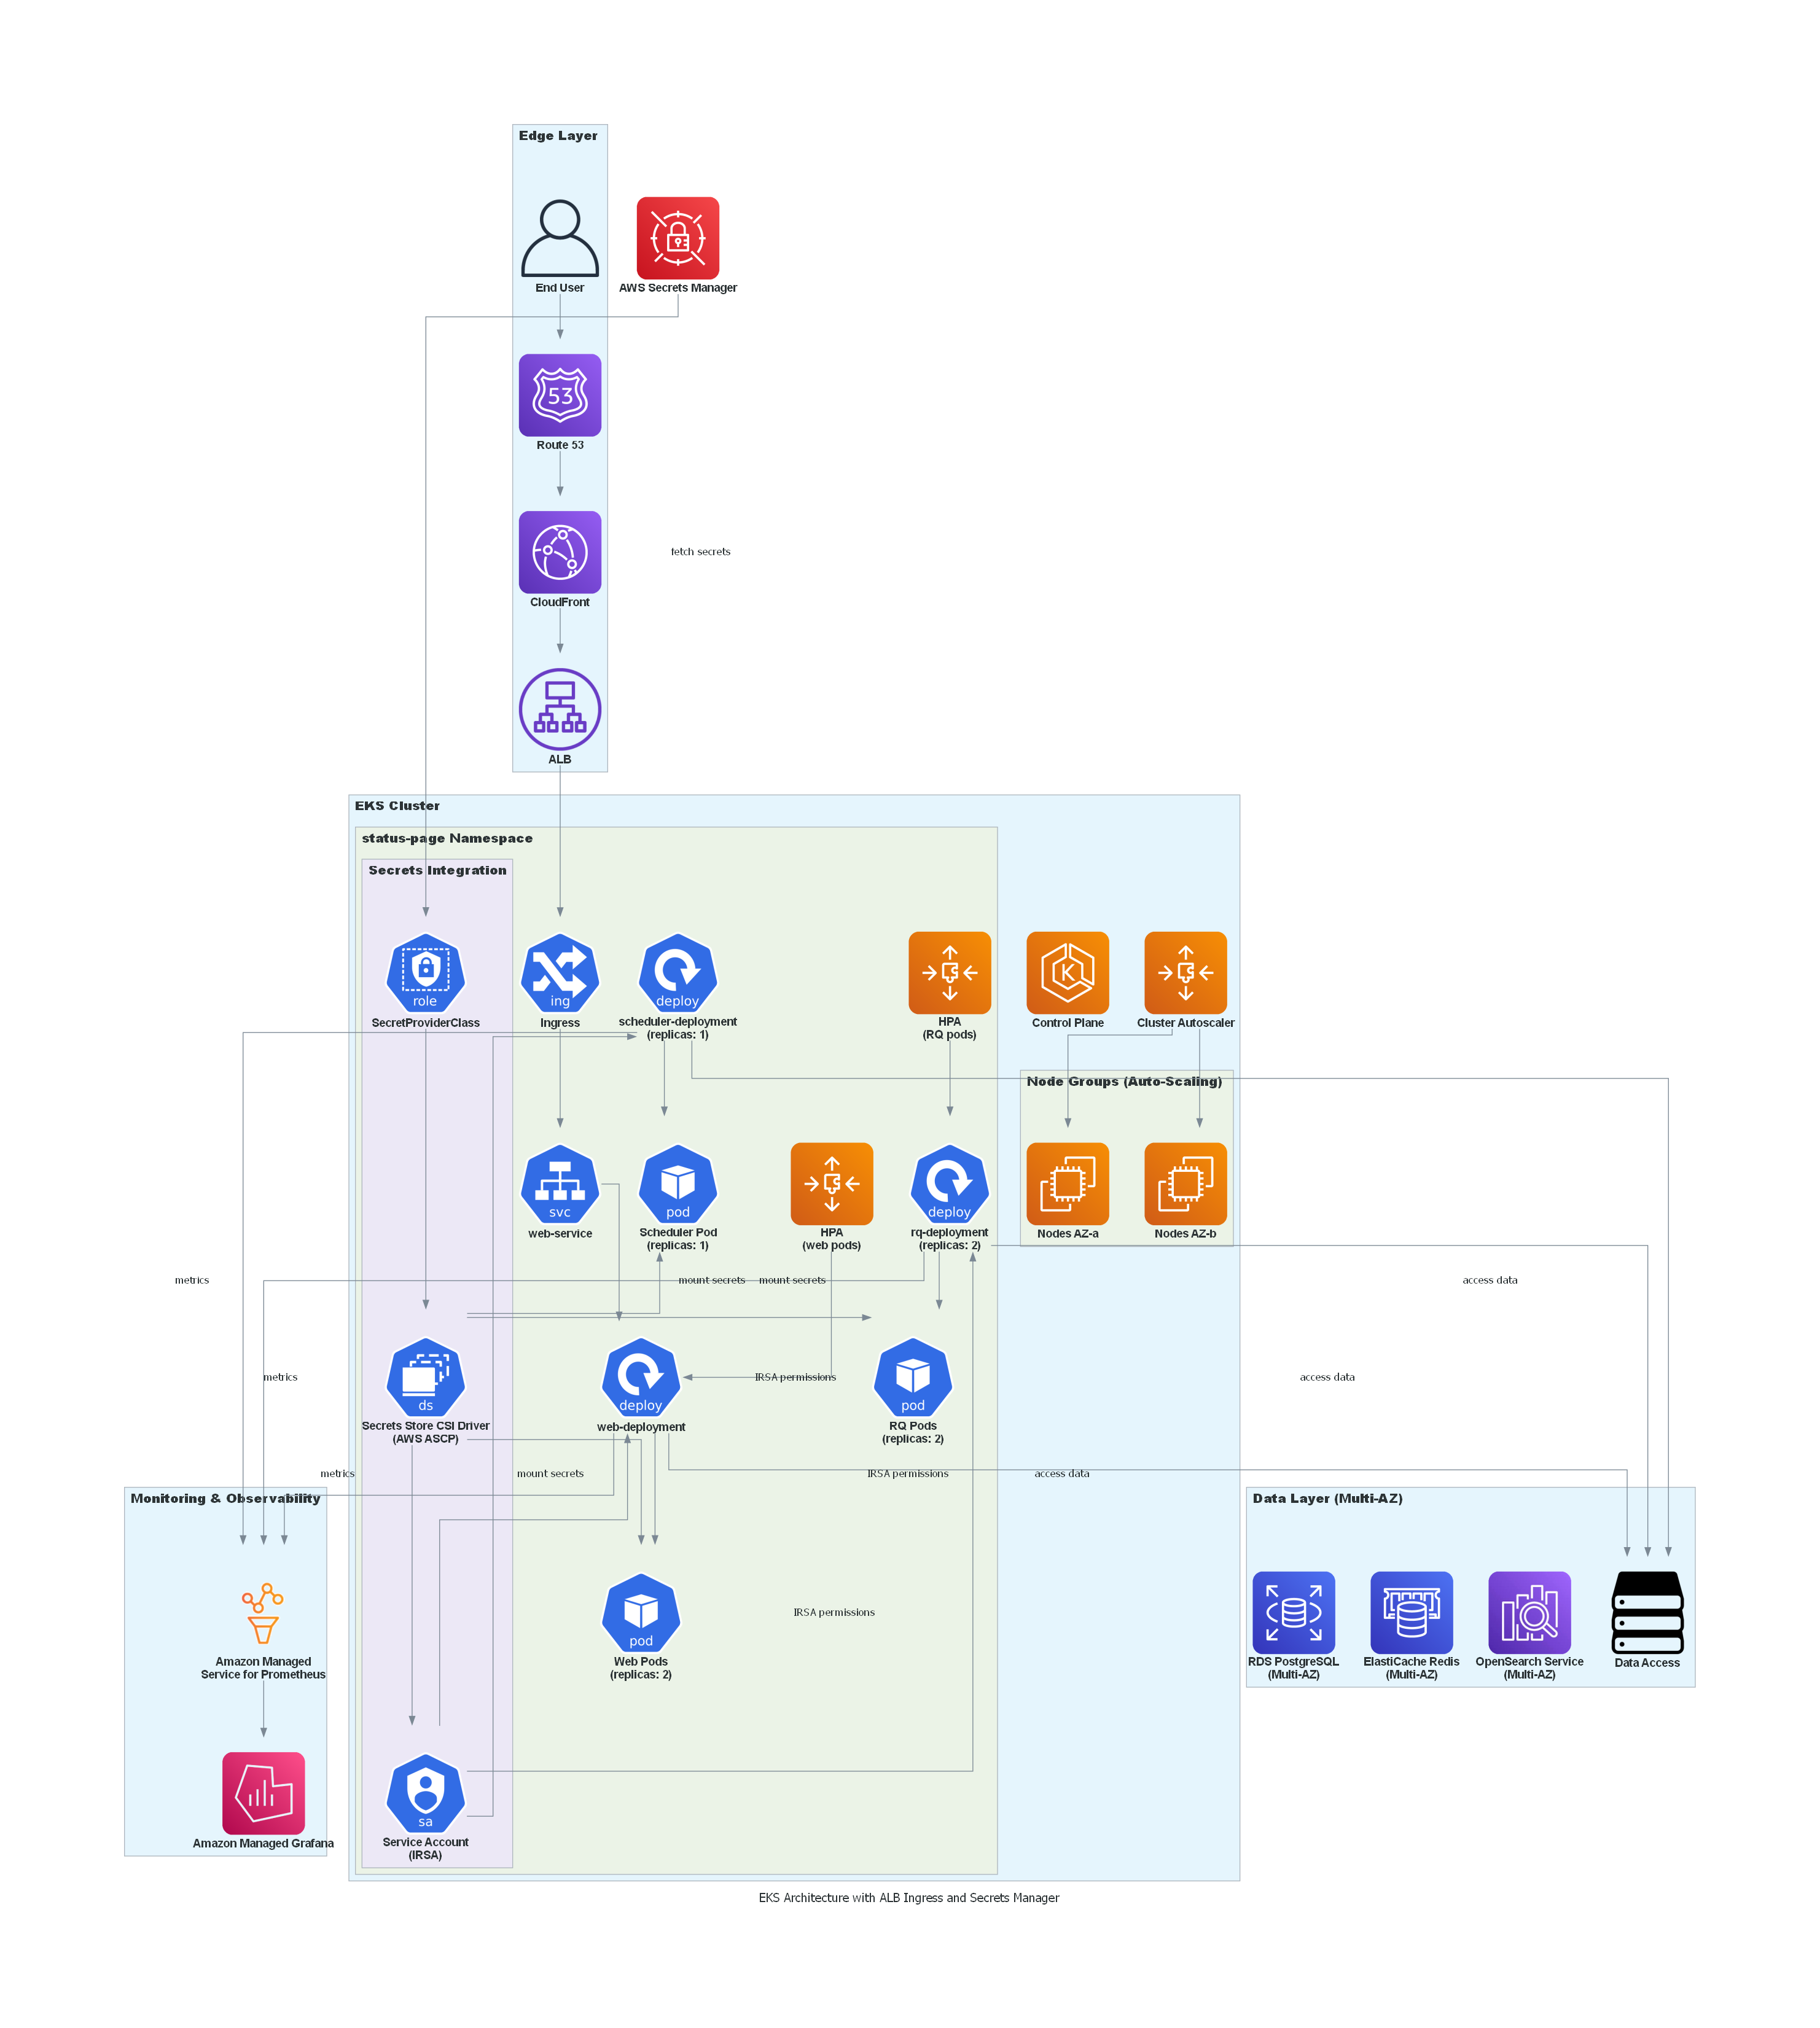 Edge Layer
End User
AWS Secrets Manager
53
Route 53
fetch secrets
CloudFront
ALB
EKS Cluster
status-page Namespace
Secrets Integration
role
SecretProviderClass
ing
Ingress
deploy
scheduler-deployment
(replicas: 1)
HPA
(RQ pods)
K
Control Plane
Cluster Autoscaler
Node Groups (Auto-Scaling)
svc
web-service
pod
Scheduler Pod
(replicas: 1)
HPA
(web pods)
deploy
rq-deployment
(replicas: 2)
Nodes AZ-a
Nodes AZ-b
metrics
mount secrets
mount secrets
access data
ds
Secrets Store CSI Driver
(AWS ASCP)
metrics
deploy
web-deployment
IRSA permissions
pod
RQ Pods
(replicas: 2)
access data
metrics
mount secrets
IRSA permissions
access data
Monitoring & Observability
Data Layer (Multi-AZ)
Amazon Managed
Service for Prometheus
pod
Web Pods
(replicas: 2)
IRSA permissions
RDS PostgreSQL
(Multi-AZ)
ElastiCache Redis
(Multi-AZ)
OpenSearch Service
(Multi-AZ)
Data Access
Amazon Managed Grafana
sa
Service Account
(IRSA)
EKS Architecture with ALB Ingress and Secrets Manager